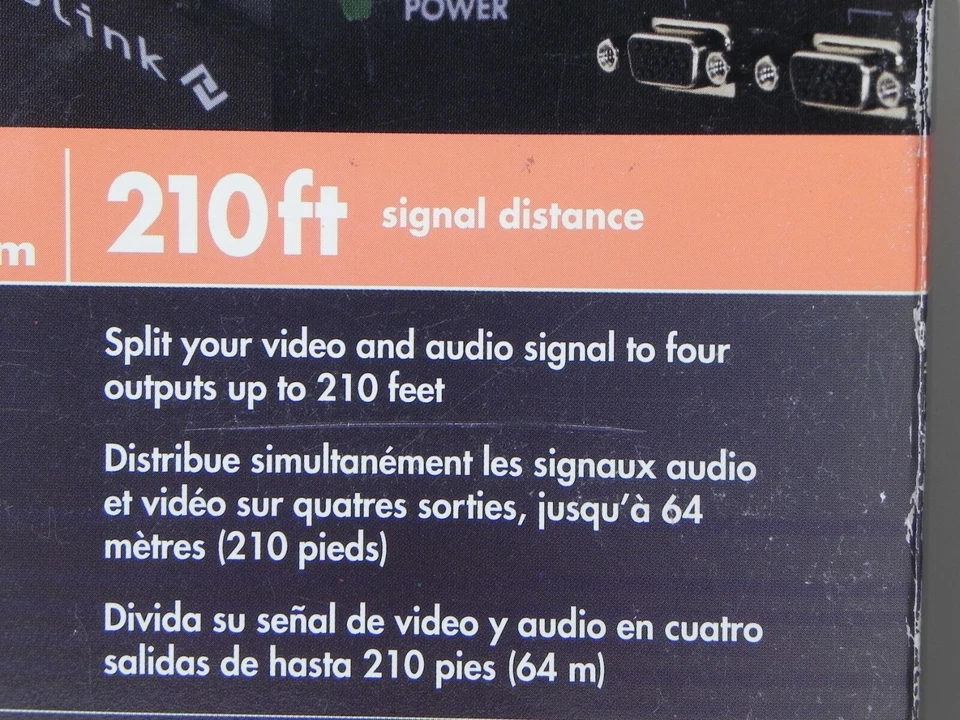 link
POWER
m
210ft signal distance
Split your video and audio signal to four
outputs up to 210 feet
Distribue simultanément les signaux audio
et vidéo sur quatres sorties, jusqu'à 64
mètres (210 pieds)
Divida su señal de video y audio en cuatro
salidas de hasta 210 pies (64 m)